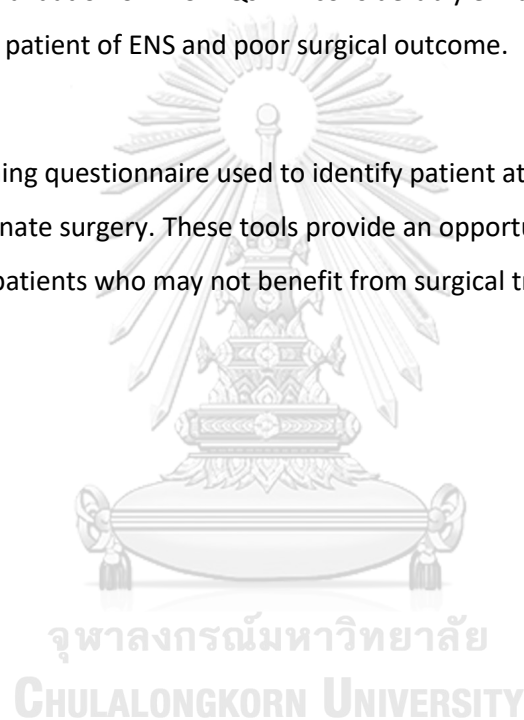 patient of ENS and poor surgical outcome.
ing questionnaire used to identify patient at
nate surgery. These tools provide an opportu
patients who may not benefit from surgical tr
จุฬาลงกรณ์มหาวิทยาลัย
CHULALONGKORN UNIVERSITY